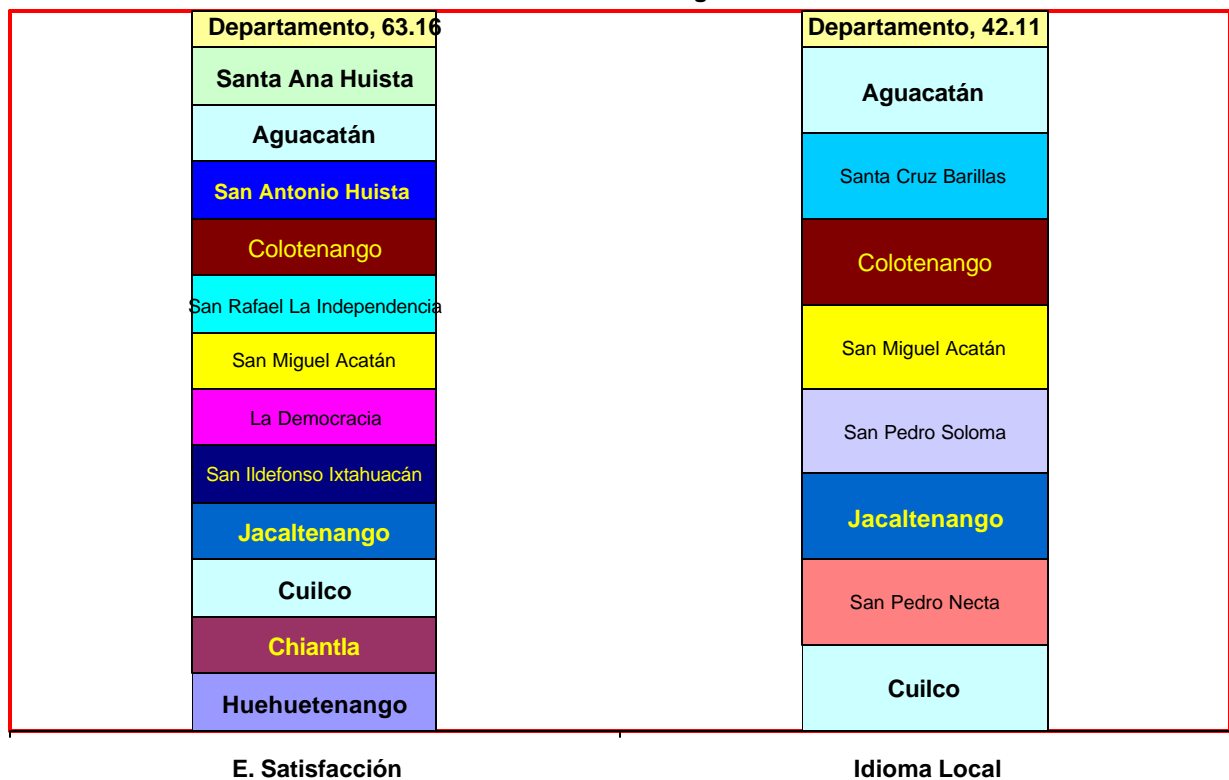 Departamento, 63.16
Santa Ana Huista
Aguacatán
San Antonio Huista
Colotenango
San Rafael La Independencia
San Miguel Acatán
La Democracia
San Ildefonso Ixtahuacán
Jacaltenango
Cuilco
Chiantla
Huehuetenango
E. Satisfacción
Departamento, 42.11
Aguacatán
Santa Cruz Barillas
Colotenango
San Miguel Acatán
San Pedro Soloma
Jacaltenango
San Pedro Necta
Cuilco
Idioma Local